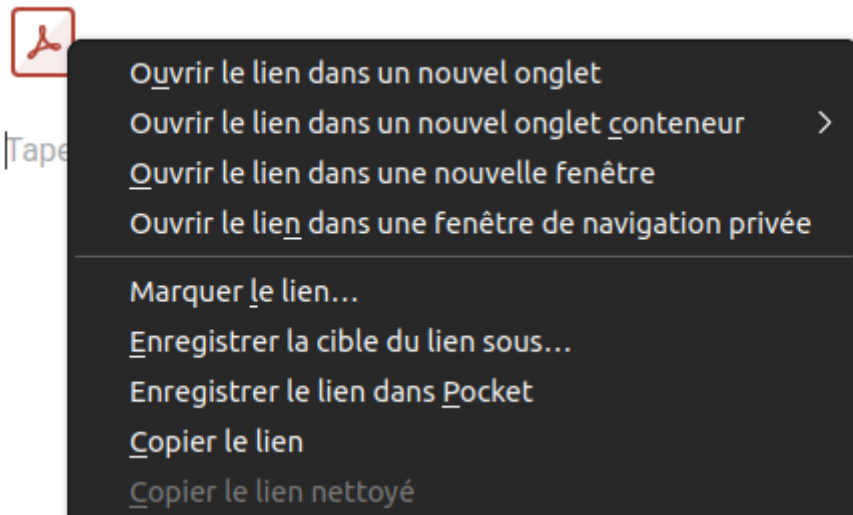 Ouvrir le lien dans un nouvel onglet
Ouvrir le lien dans un nouvel onglet conteneur
Tape
Ouvrir le lien dans une nouvelle fenêtre
Ouvrir le lien dans une fenêtre de navigation privée
Marquer le lien…
Enregistrer la cible du lien sous…
Enregistrer le lien dans Pocket
Copier le lien
Copier le lien nettoyé